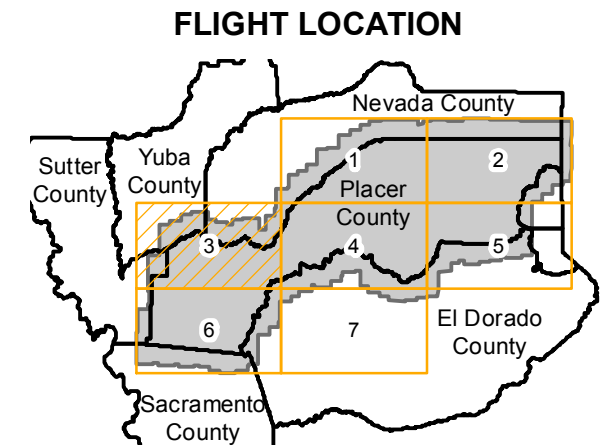 FLIGHT LOCATION
Nevada County
Sutter
County
Yuba
County
1
2
Placer
County
3
4
5
6
7
El Dorado
County
Sacramento
County